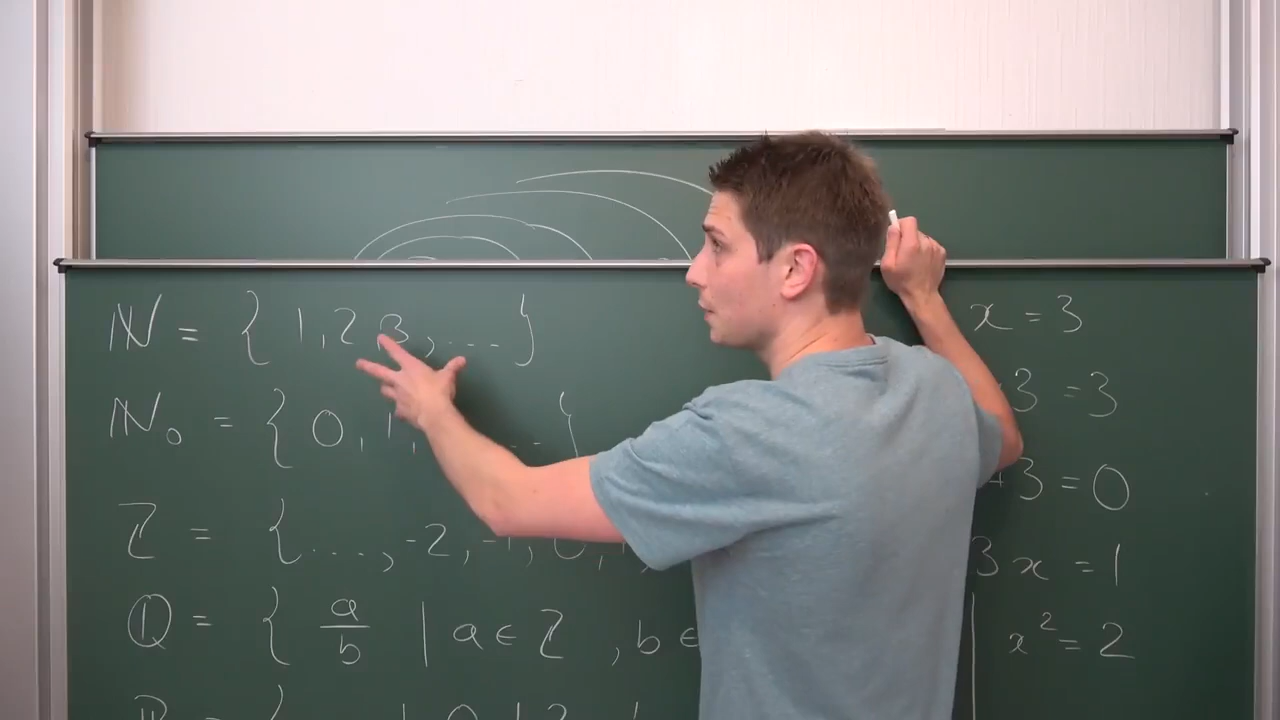 ℕ = { 1, 2 3, ... } x = 3
ℕ₀ = { 0, 1, ... } 3 = 3
ℤ = { ..., -2, -1, 0, 1, +3 = 0
3x = 1
ℚ = { a/b | a ∈ ℤ, b ∈ x² = 2
ℝ = {